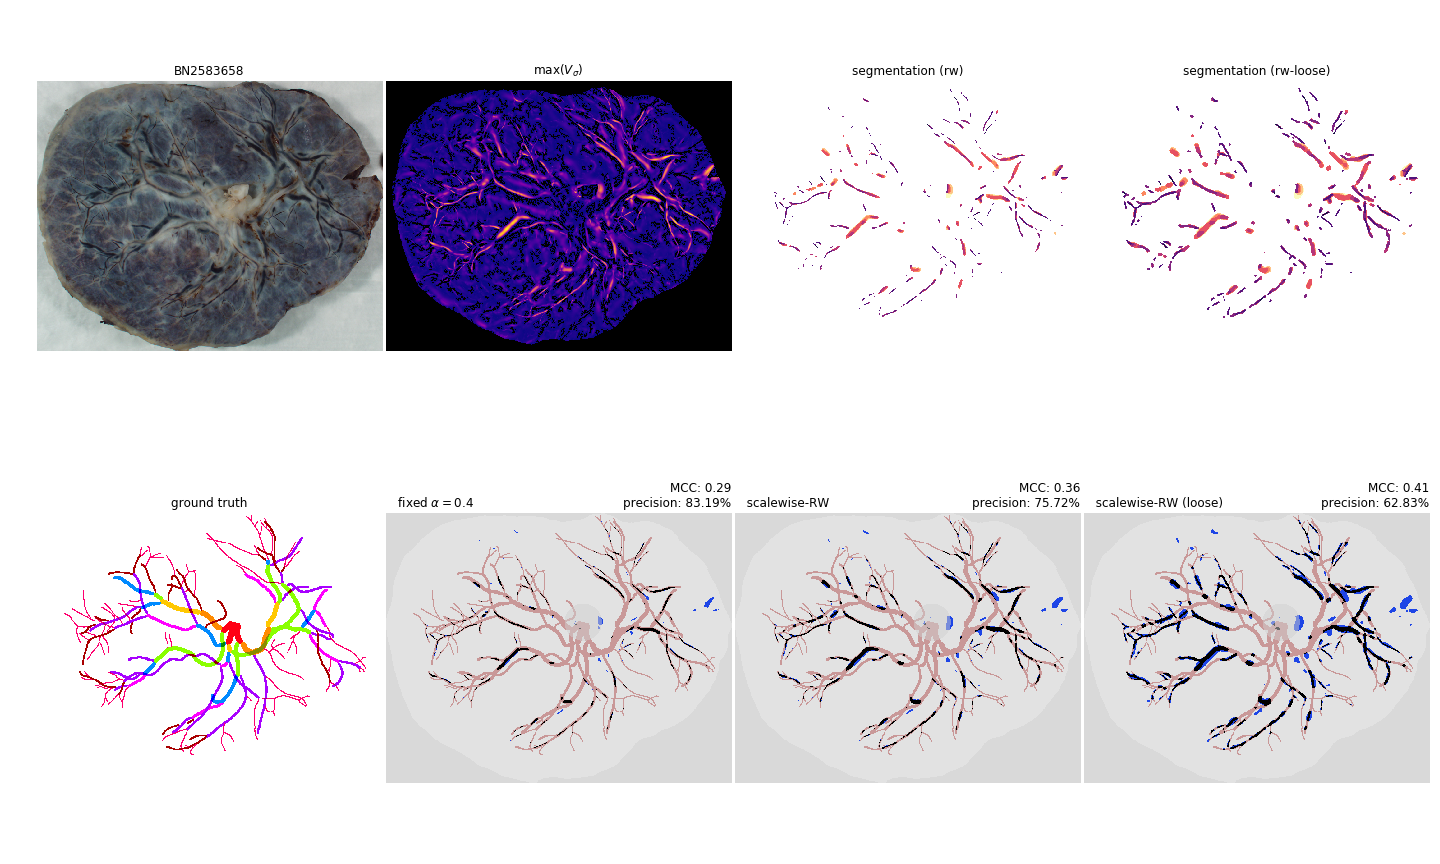 BN2583658
max(V_σ)
segmentation (rw)
segmentation (rw-loose)
ground truth
fixed α = 0.4
MCC: 0.29
precision: 83.19%
scalewise-RW
MCC: 0.36
precision: 75.72%
scalewise-RW (loose)
MCC: 0.41
precision: 62.83%